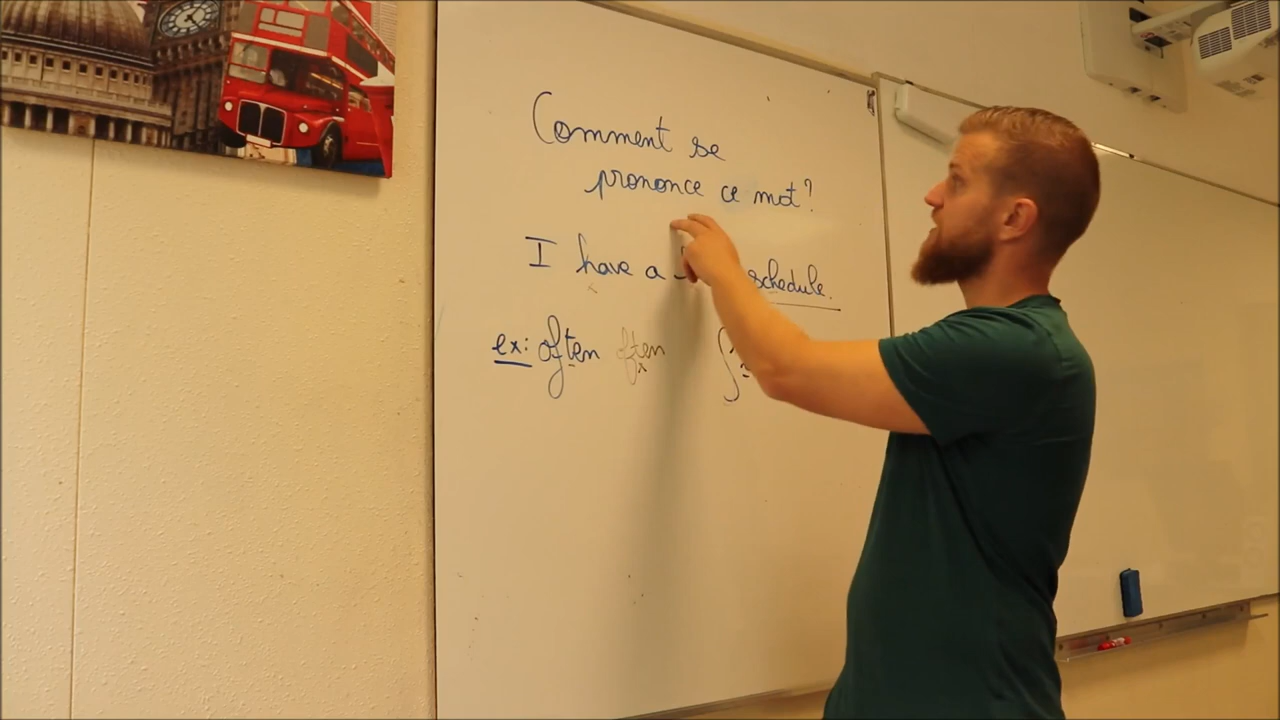 Comment se
prononce ce mot?
I have a schedule.
ex: often often